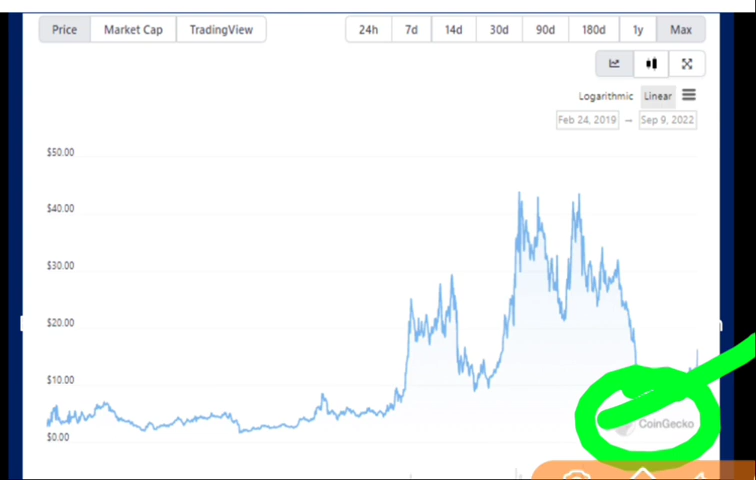 Price Market Cap TradingView 24h 7d 14d 30d 90d 180d 1y Max
Logarithmic Linear
Feb 24, 2019 → Sep 9, 2022
$50.00
$40.00
$30.00
$20.00
$10.00
$0.00
CoinGecko